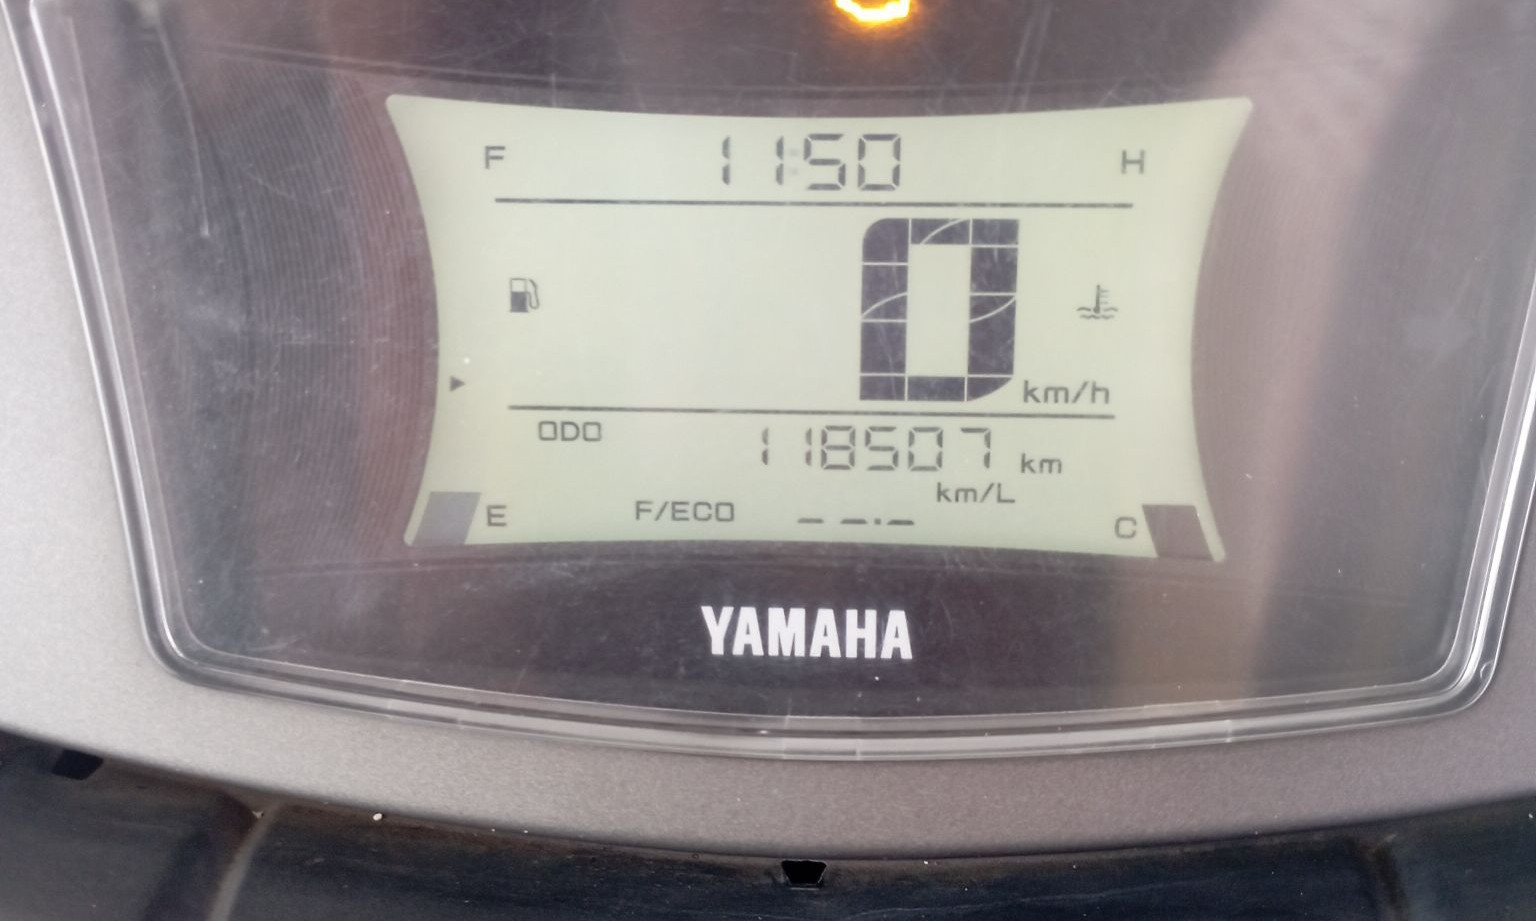 F 11:50 H
0 km/h
ODO 118507 km
km/L
E F/ECO --.- C
YAMAHA